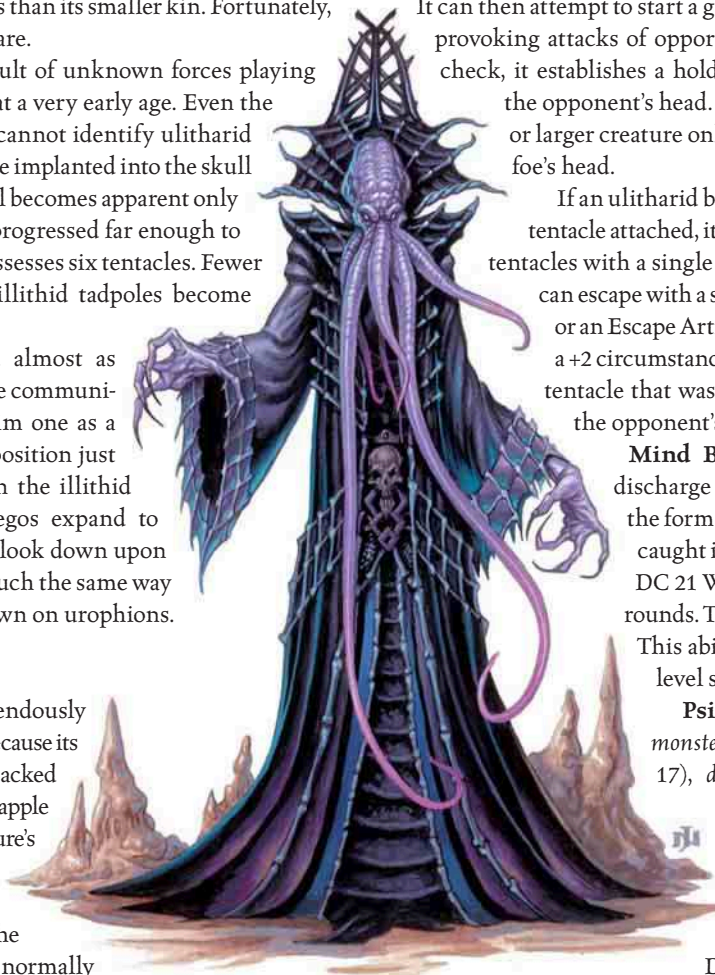 s than its smaller kin. Fortunately,
are.
ult of unknown forces playing
at a very early age. Even the
cannot identify ulitharid
e implanted into the skull
l becomes apparent only
progressed far enough to
ssesses six tentacles. Fewer
illithid tadpoles become
almost as
e communi-
m one as a
position just
n the illithid
egos expand to
look down upon
uch the same way
wn on urophions.
endously
cause its
acked
apple
ure's
ne
normally
It can then attempt to start a g
provoking attacks of oppor
check, it establishes a hold
the opponent's head.
or larger creature on
foe's head.
If an ulitharid b
tentacle attached, it
tentacles with a single
can escape with a s
or an Escape Art
a +2 circumstanc
tentacle that was
the opponent's
Mind B
discharge
the form
caught i
DC 21 W
rounds. T
This abi
level s
Psi
monste
17), d
D